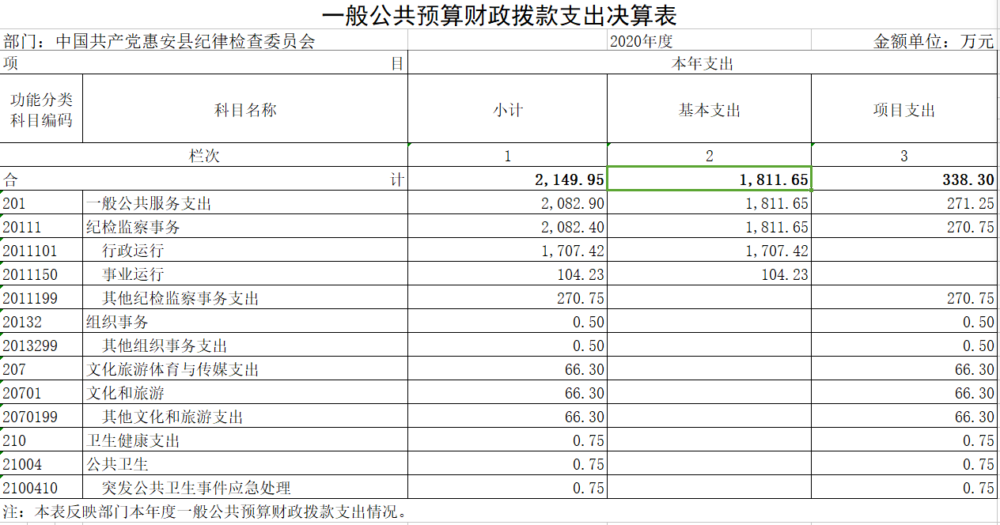 一般公共预算财政拨款支出决算表
部门：中国共产党惠安县纪律检查委员会 2020年度 金额单位：万元
项 目 本年支出
功能分类
科目编码 科目名称 小计 基本支出 项目支出
栏次 1 2 3
合 计 2,149.95 1,811.65 338.30
201 一般公共服务支出 2,082.90 1,811.65 271.25
20111 纪检监察事务 2,082.40 1,811.65 270.75
2011101 行政运行 1,707.42 1,707.42
2011150 事业运行 104.23 104.23
2011199 其他纪检监察事务支出 270.75 270.75
20132 组织事务 0.50 0.50
2013299 其他组织事务支出 0.50 0.50
207 文化旅游体育与传媒支出 66.30 66.30
20701 文化和旅游 66.30 66.30
2070199 其他文化和旅游支出 66.30 66.30
210 卫生健康支出 0.75 0.75
21004 公共卫生 0.75 0.75
2100410 突发公共卫生事件应急处理 0.75 0.75
注：本表反映部门本年度一般公共预算财政拨款支出情况。